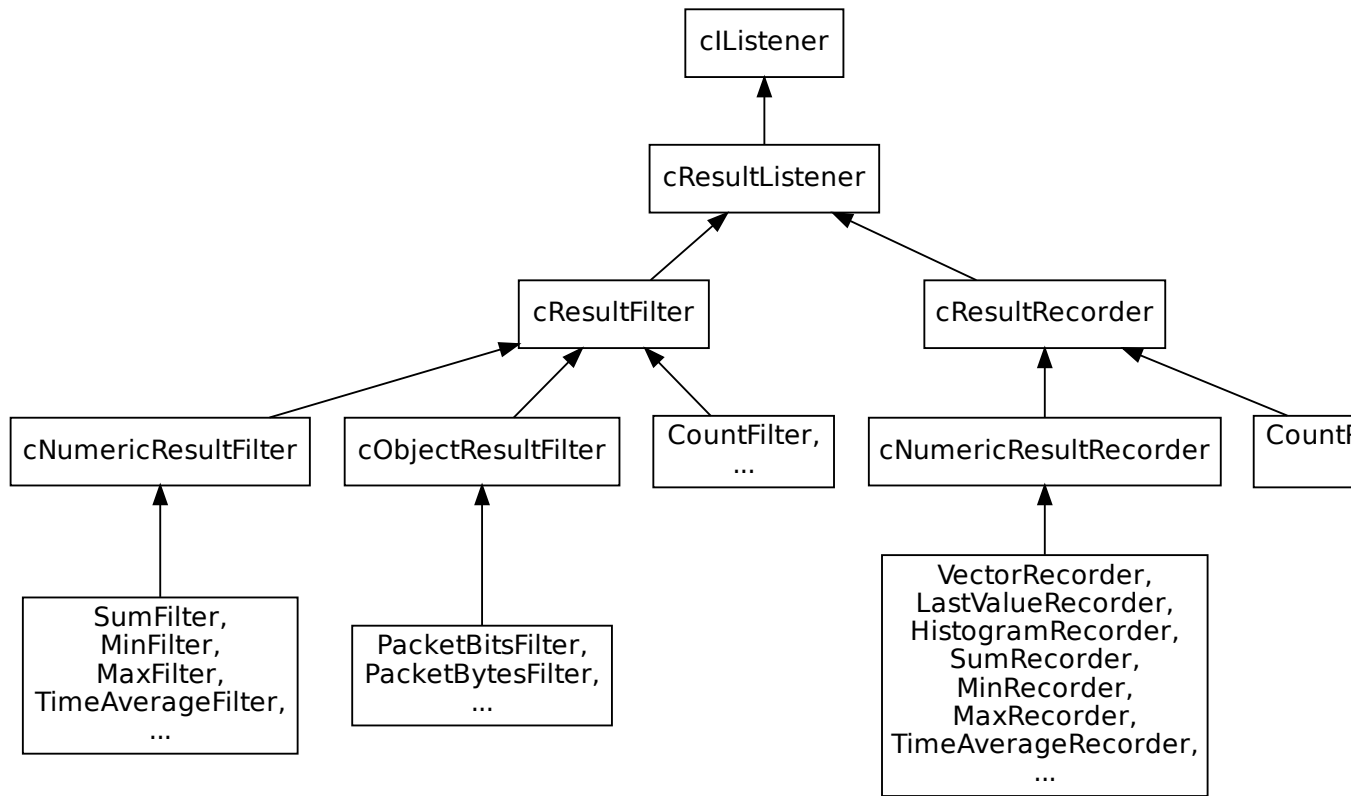 cIListener
cResultListener
cResultFilter
cResultRecorder
cNumericResultFilter
cObjectResultFilter
CountFilter,
...
cNumericResultRecorder
SumFilter,
MinFilter,
MaxFilter,
TimeAverageFilter,
...
PacketBitsFilter,
PacketBytesFilter,
...
VectorRecorder,
LastValueRecorder,
HistogramRecorder,
SumRecorder,
MinRecorder,
MaxRecorder,
TimeAverageRecorder,
...